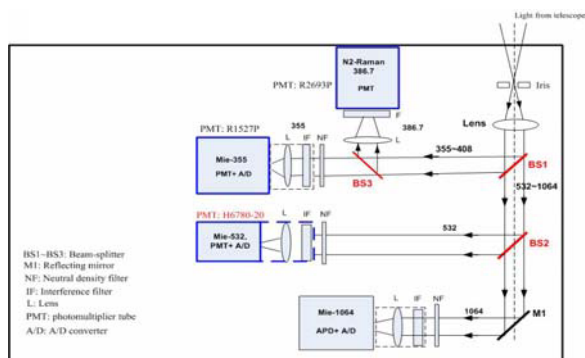 Light from telescope
N2-Raman
386.7
PMT
PMT: R2693P
Iris
F
PMT: R1527P
355
386.7
Lens
L
IF
NF
L
355~408
BS1
Mie-355
PMT+ A/D
BS3
532~1064
PMT: H6780-20
L
IF
NF
532
Mie-532,
PMT+ A/D
BS2
BS1~BS3: Beam-splitter
M1: Reflecting mirror
NF: Neutral density filter
IF: Interference filter
L: Lens
PMT: photomultiplier tube
A/D: A/D converter
L
IF
NF
Mie-1064
APD+ A/D
1064
M1